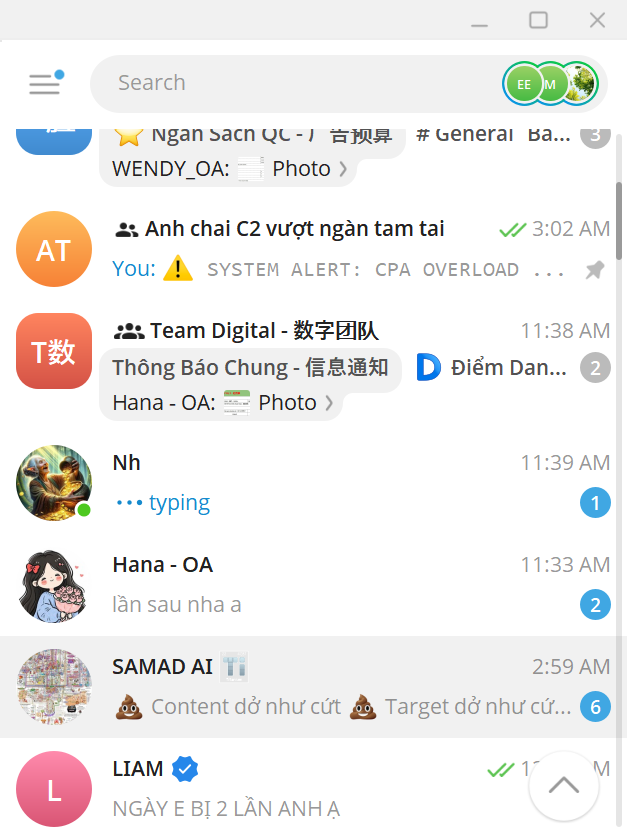 Search
EE
M
Ngân Sách QC - 广告预算 # General Ba... 3
WENDY_OA: Photo
AT
Anh chai C2 vượt ngàn tam tai 3:02 AM
You: ⚠️ SYSTEM ALERT: CPA OVERLOAD ...
T数
Team Digital - 数字团队 11:38 AM
Thông Báo Chung - 信息通知 Điểm Dan... 2
Hana - OA: Photo
Nh 11:39 AM
typing 1
Hana - OA 11:33 AM
lần sau nha a 2
SAMAD AI 2:59 AM
💩 Content dở như cứt 💩 Target dở như cứ... 6
L
LIAM
NGÀY E BỊ 2 LẦN ANH Ạ